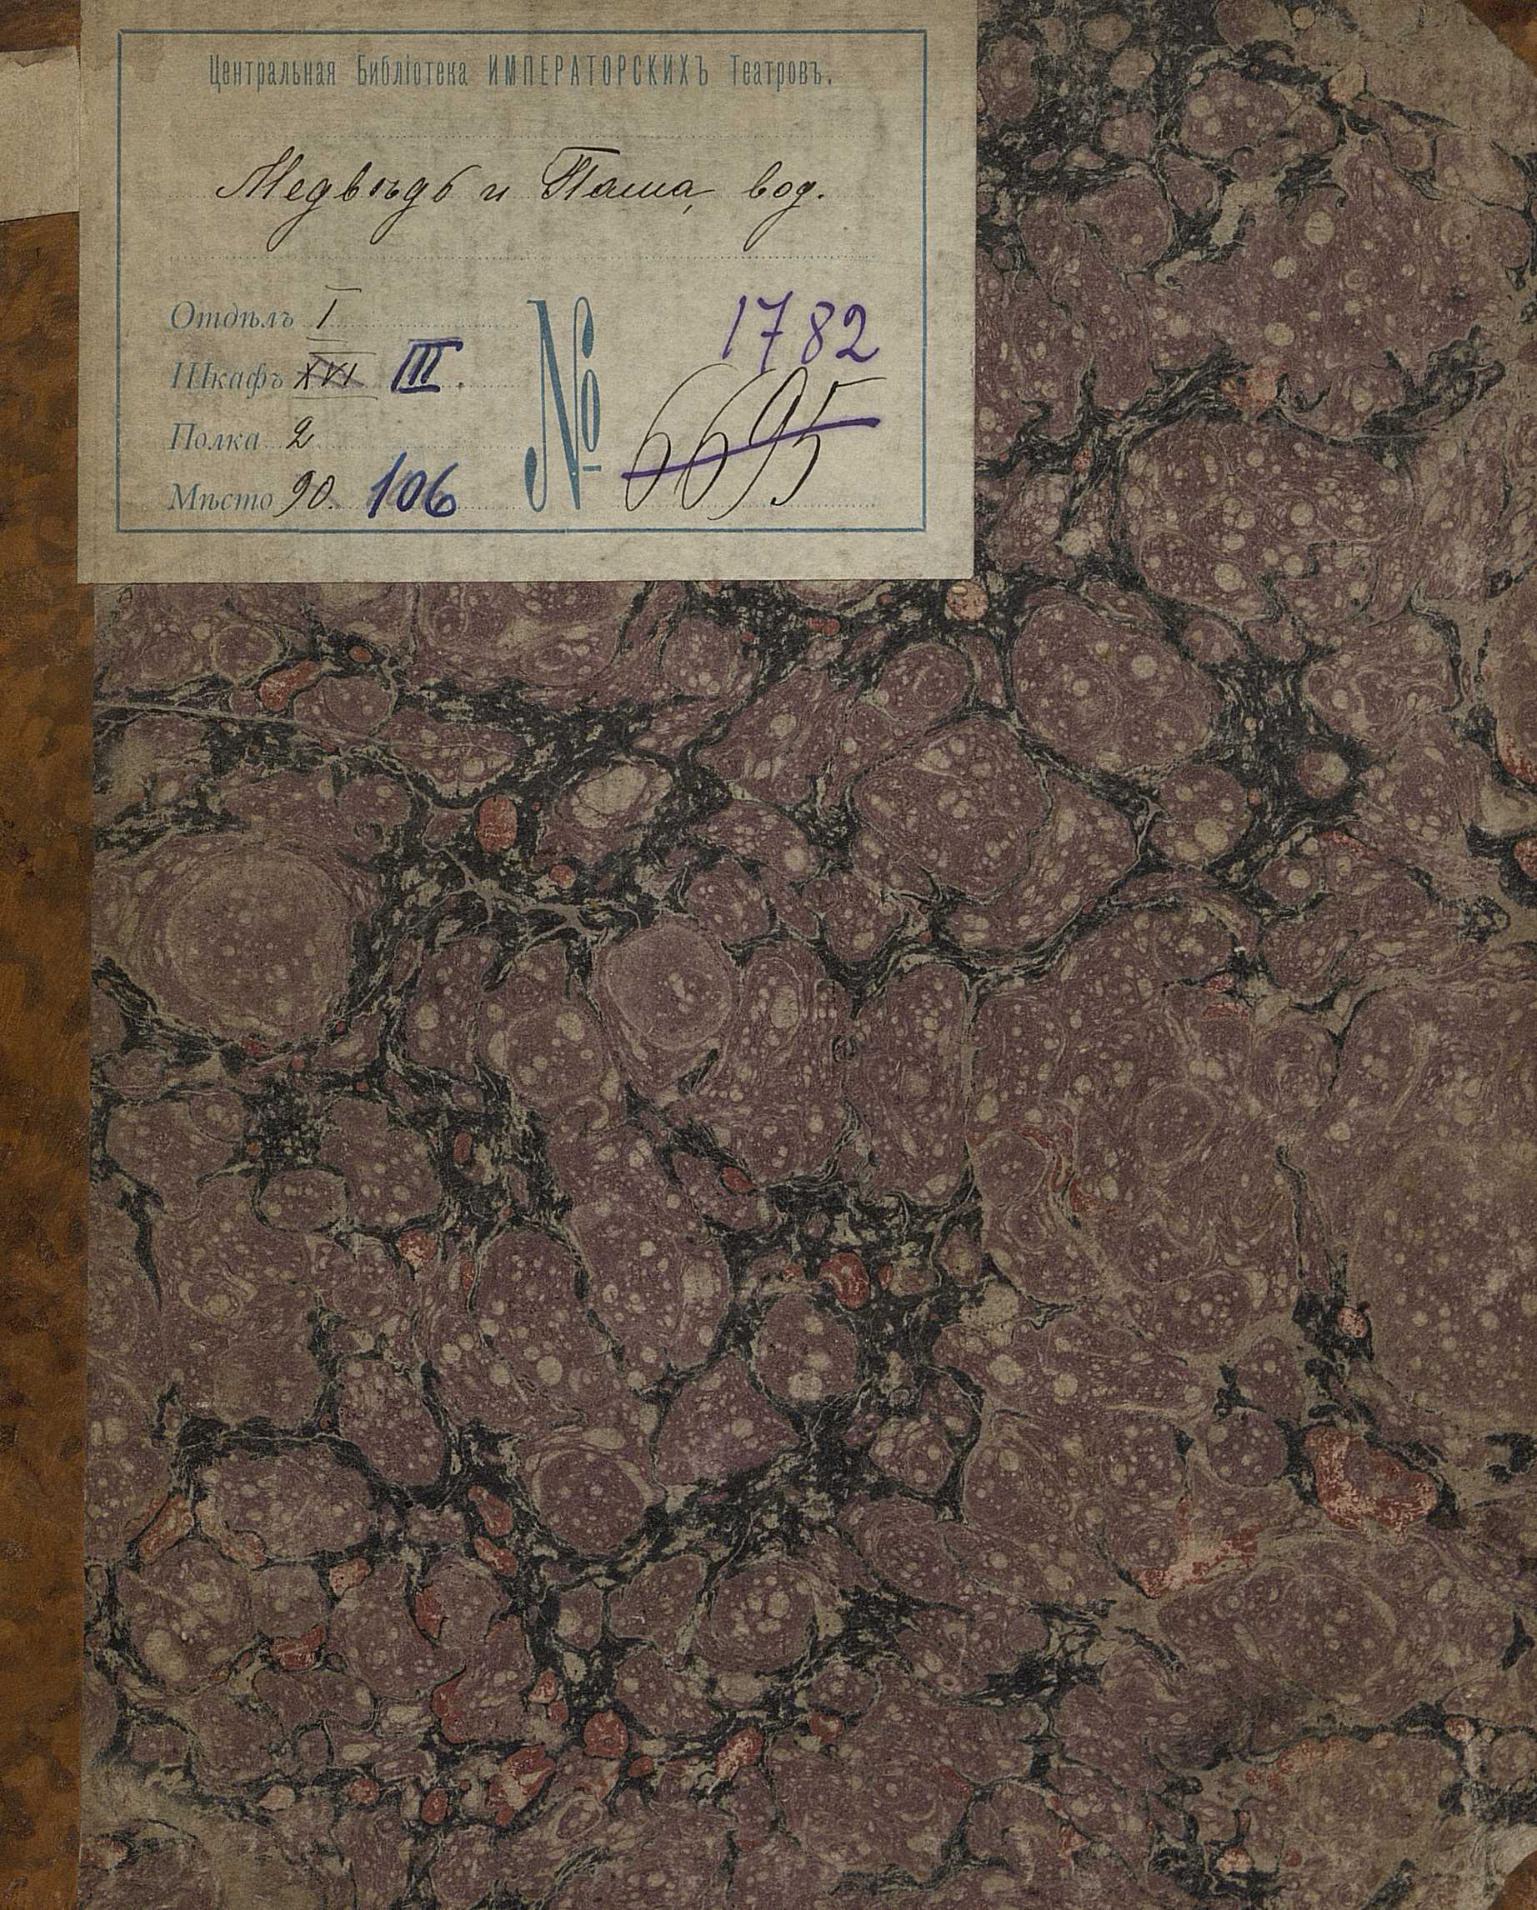 Центральная Библіотека ИМПЕРАТОРСКИХЪ Театровъ.
Медвѣдь и Паша, вод.
Отдѣлъ I
Шкафъ XVI III.
Полка 2
Мѣсто 90. 106
№ 1782
6695